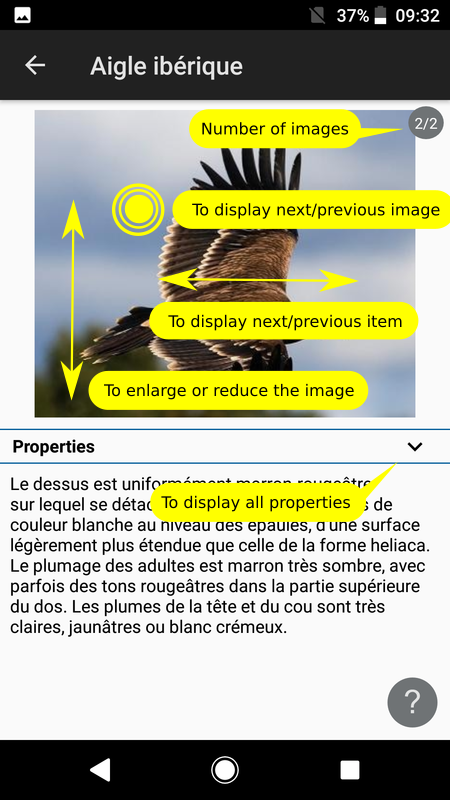 37% 09:32
Aigle ibérique
Number of images
2/2
To display next/previous image
To display next/previous item
To enlarge or reduce the image
Properties
Le dessus est uniformément marron rougeâtre
sur lequel se To display all properties de
couleur blanche au niveau des épaules, d'une surface
légèrement plus étendue que celle de la forme heliaca.
Le plumage des adultes est marron très sombre, avec
parfois des tons rougeâtres dans la partie supérieure
du dos. Les plumes de la tête et du cou sont très
claires, jaunâtres ou blanc crémeux.
?